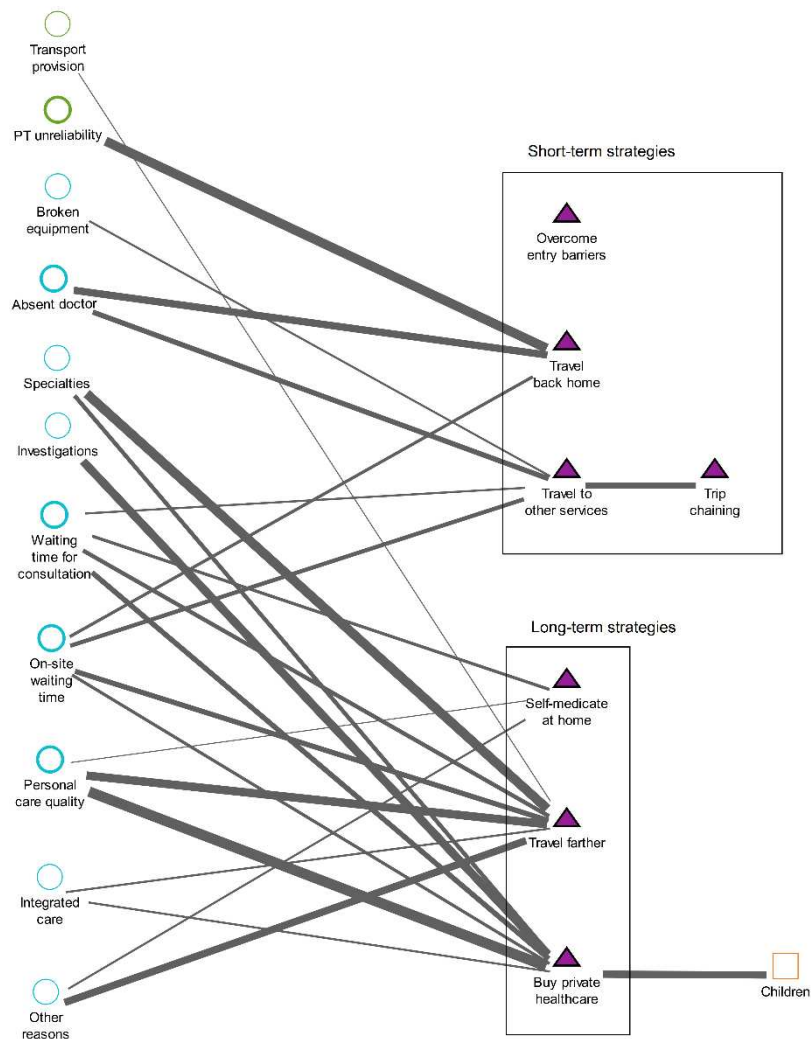 Transport
provision
PT unreliability
Broken
equipment
Absent doctor
Specialties
Investigations
Waiting
time for
consultation
On-site
waiting
time
Personal
care quality
Integrated
care
Other
reasons
Short-term strategies
Overcome
entry barriers
Travel
back home
Travel to
other services
Trip
chaining
Long-term strategies
Self-medicate
at home
Travel farther
Buy private
healthcare
Children